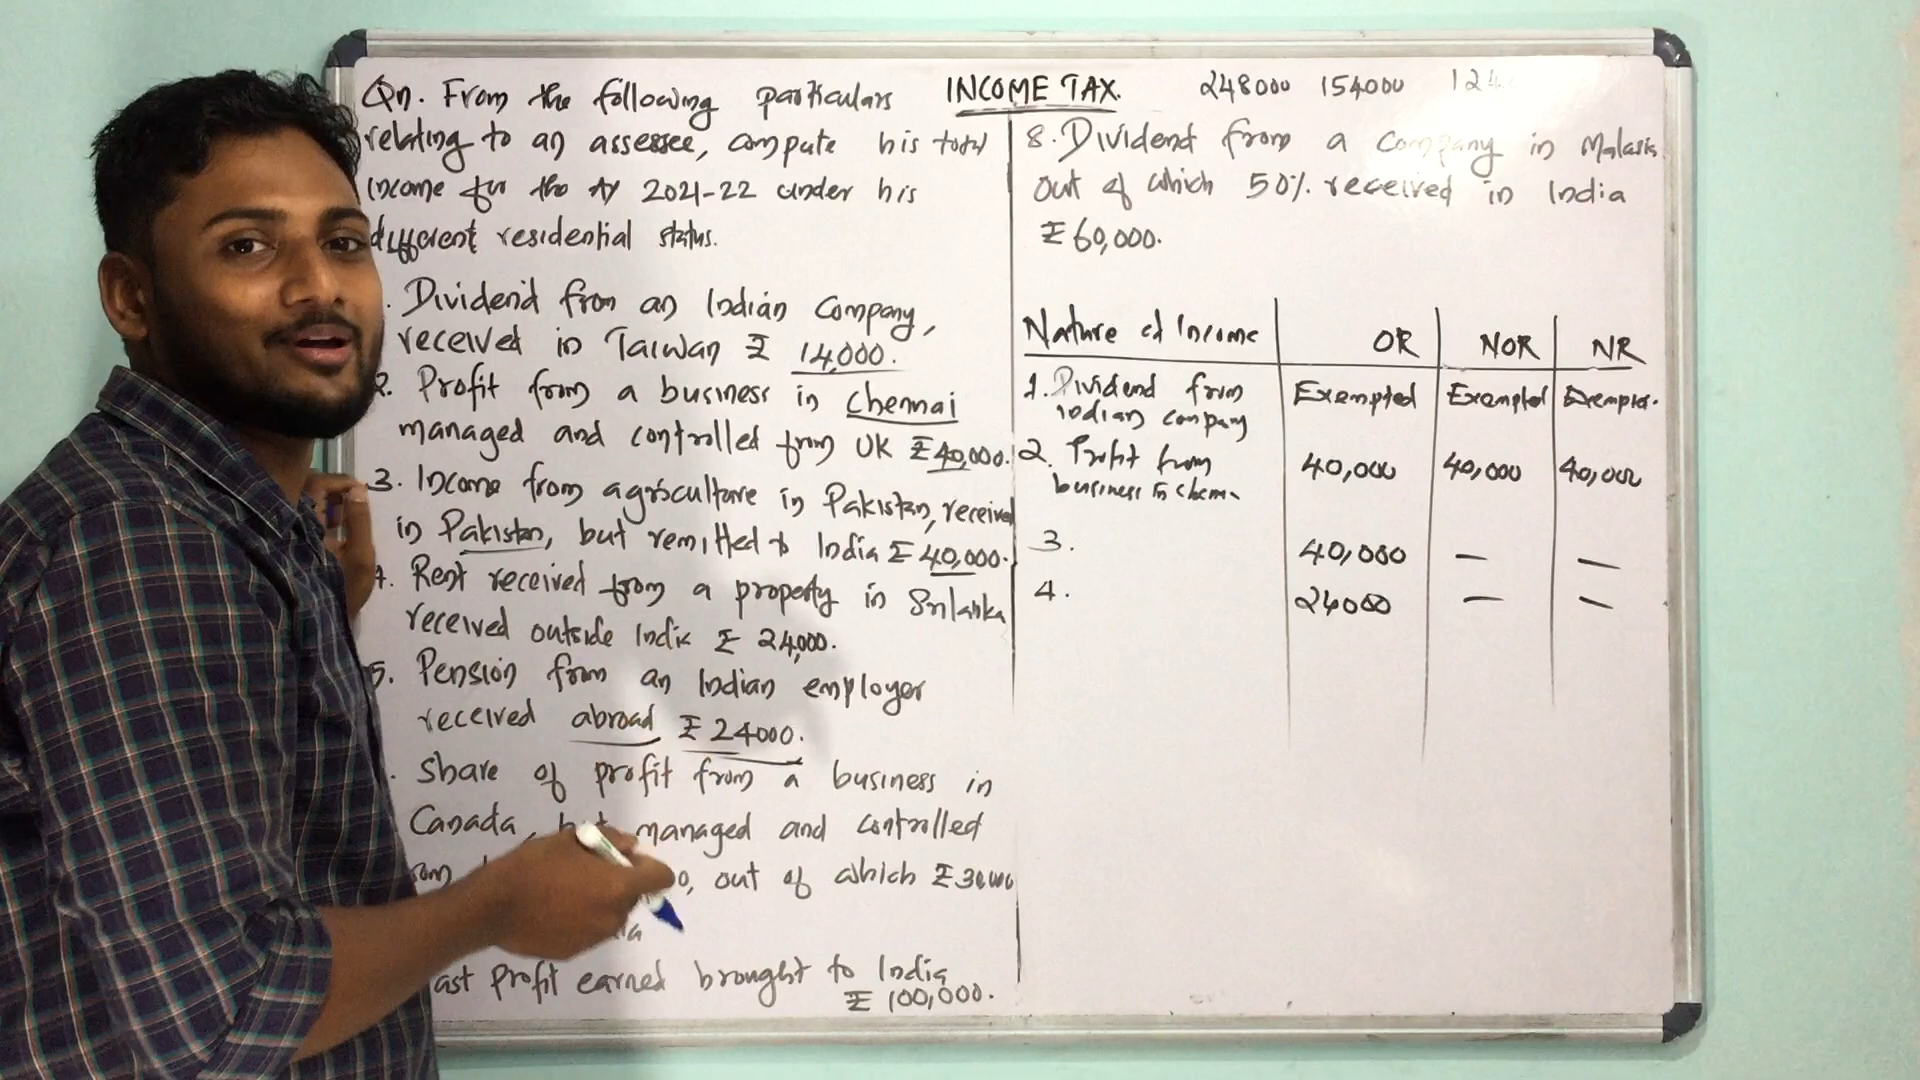 Qn. From the following particulars
relating to an assessee, compute his total
income for the AY 2021-22 under his
different residential status.
. Dividend from an Indian Company,
received in Taiwan ₹ 14,000.
2. Profit from a business in Chennai
managed and controlled from UK ₹ 40,000.
3. Income from agriculture in Pakistan, received
in Pakistan, but remitted to India ₹ 40,000.
4. Rent received from a property in Srilanka
received outside India ₹ 24,000.
5. Pension from an Indian employer
received abroad ₹ 24000.
. Share of profit from a business in
Canada, but managed and controlled
out of which ₹
ast Profit earned brought to India
₹ 100,000.
INCOME TAX.
248000 154000
8. Dividend from a Company in Malasia
out of which 50% received in India
₹ 60,000.
Nature of Income OR NOR NR
1. Dividend from Exempted Exempted Exempted.
indian company
2. Profit from 40,000 40,000 40,000
business in Chem-
3. 40,000 — —
4. 24000 — —